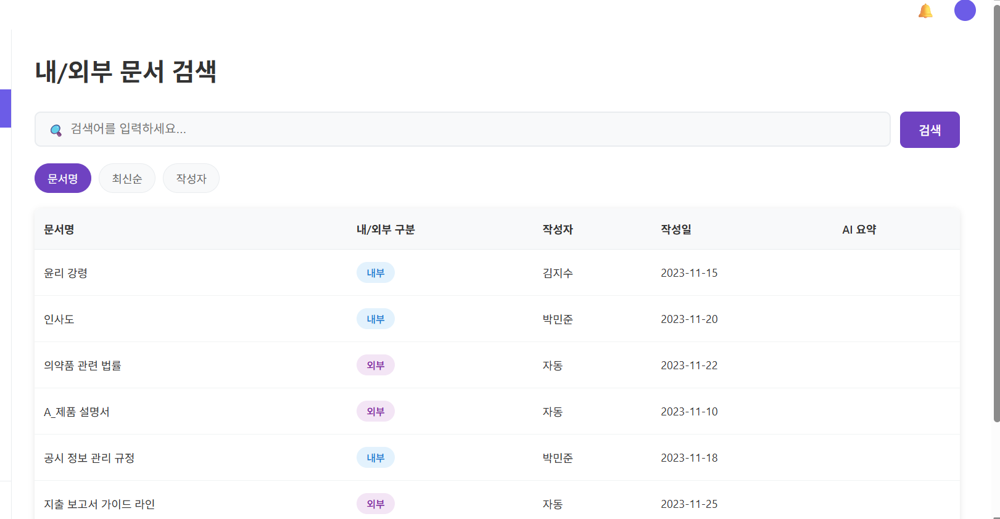 내/외부 문서 검색
검색어를 입력하세요...
검색
문서명 최신순 작성자
문서명 내/외부 구분 작성자 작성일 AI 요약
윤리 강령 내부 김지수 2023-11-15
인사도 내부 박민준 2023-11-20
의약품 관련 법률 외부 자동 2023-11-22
A_제품 설명서 외부 자동 2023-11-10
공시 정보 관리 규정 내부 박민준 2023-11-18
지출 보고서 가이드 라인 외부 자동 2023-11-25